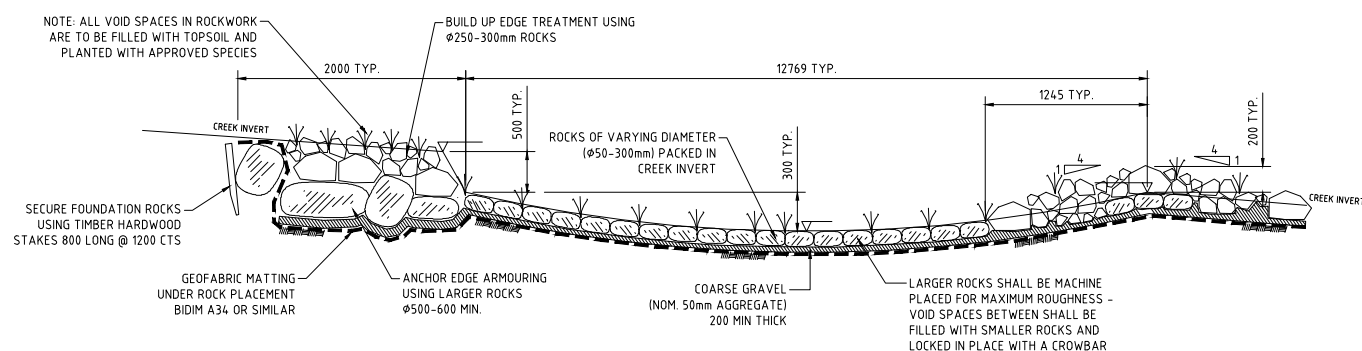 NOTE: ALL VOID SPACES IN ROCKWORK
ARE TO BE FILLED WITH TOPSOIL AND
PLANTED WITH APPROVED SPECIES
BUILD UP EDGE TREATMENT USING
Ø250-300mm ROCKS
2000 TYP.
12769 TYP.
1245 TYP.
500 TYP.
300 TYP.
200 TYP.
CREEK INVERT
ROCKS OF VARYING DIAMETER
(Ø50-300mm) PACKED IN
CREEK INVERT
4
1
4
1
CREEK INVERT
SECURE FOUNDATION ROCKS
USING TIMBER HARDWOOD
STAKES 800 LONG @ 1200 CTS
GEOFABRIC MATTING
UNDER ROCK PLACEMENT
BIDIM A34 OR SIMILAR
ANCHOR EDGE ARMOURING
USING LARGER ROCKS
Ø500-600 MIN.
COARSE GRAVEL
(NOM. 50mm AGGREGATE)
200 MIN THICK
LARGER ROCKS SHALL BE MACHINE
PLACED FOR MAXIMUM ROUGHNESS -
VOID SPACES BETWEEN SHALL BE
FILLED WITH SMALLER ROCKS AND
LOCKED IN PLACE WITH A CROWBAR